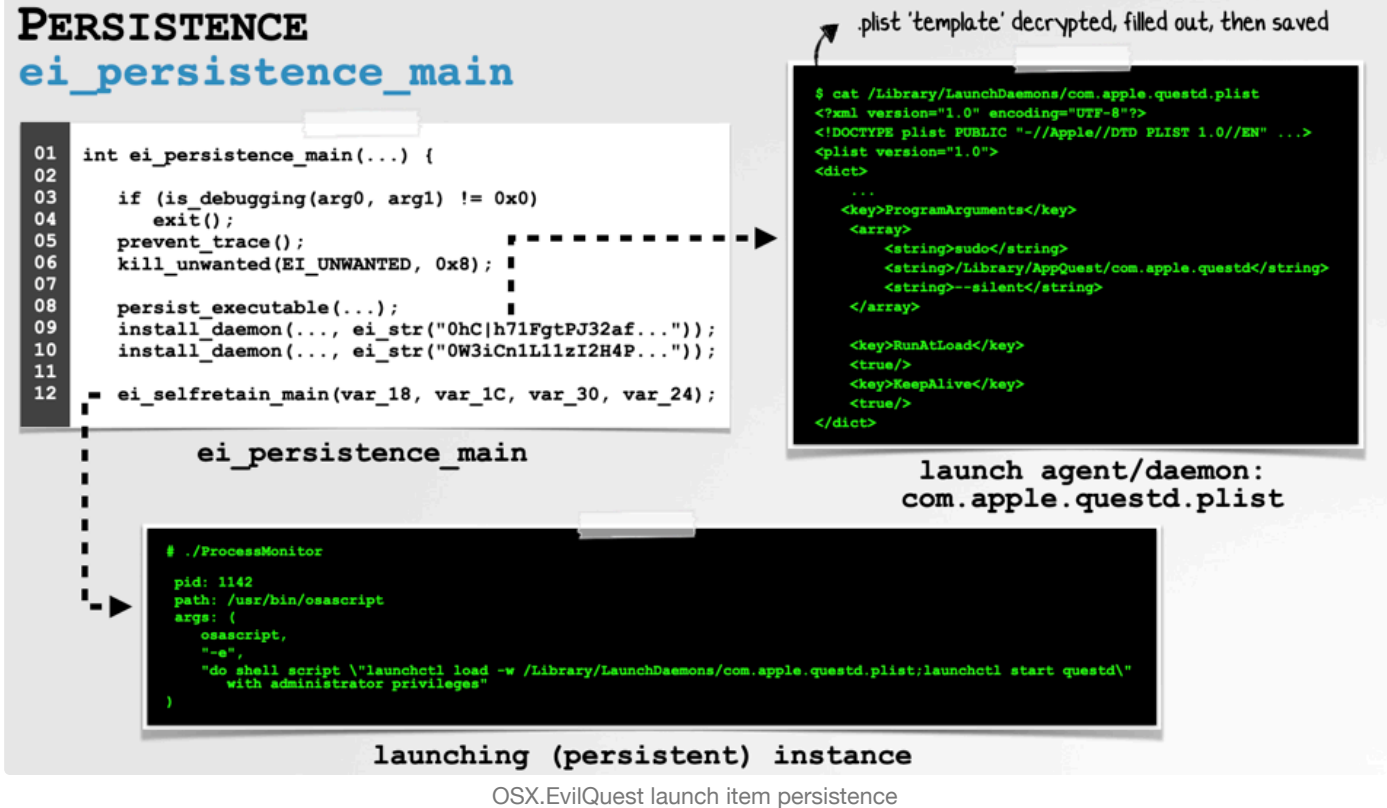 PERSISTENCE
ei_persistence_main
.plist 'template' decrypted, filled out, then saved
01 int ei_persistence_main(...) {
02
03 if (is_debugging(arg0, arg1) != 0x0)
04 exit();
05 prevent_trace();
06 kill_unwanted(EI_UNWANTED, 0x8);
07
08 persist_executable(...);
09 install_daemon(..., ei_str("0hC|h71FgtPJ32af..."));
10 install_daemon(..., ei_str("0W3iCn1L11zI2H4P..."));
11
12 ei_selfretain_main(var_18, var_1C, var_30, var_24);
ei_persistence_main
$ cat /Library/LaunchDaemons/com.apple.questd.plist
<?xml version="1.0" encoding="UTF-8"?>
<!DOCTYPE plist PUBLIC "-//Apple//DTD PLIST 1.0//EN" ...>
<plist version="1.0">
<dict>
...
<key>ProgramArguments</key>
<array>
<string>sudo</string>
<string>/Library/AppQuest/com.apple.questd</string>
<string>--silent</string>
</array>
<key>RunAtLoad</key>
<true/>
<key>KeepAlive</key>
<true/>
</dict>
launch agent/daemon:
com.apple.questd.plist
# ./ProcessMonitor
pid: 1142
path: /usr/bin/osascript
args: (
osascript,
"-e",
"do shell script \"launchctl load -w /Library/LaunchDaemons/com.apple.questd.plist;launchctl start questd\"
with administrator privileges"
)
launching (persistent) instance
OSX.EvilQuest launch item persistence